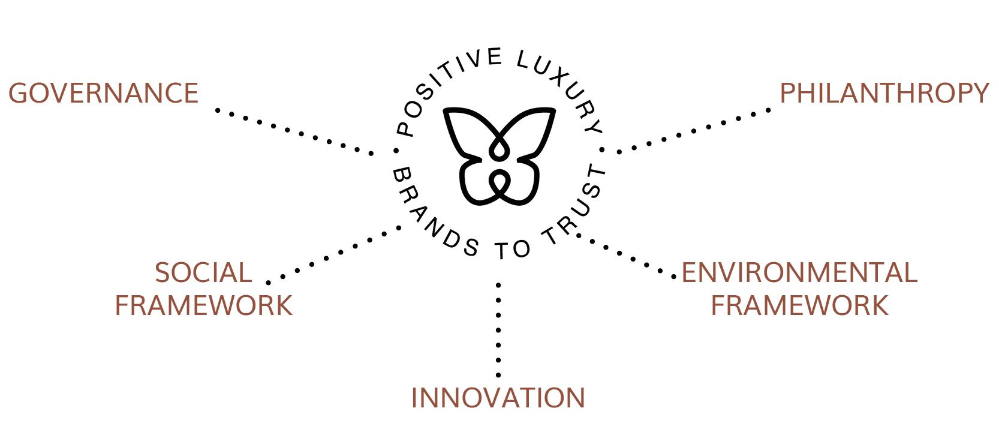 POSITIVE LUXURY
• BRANDS TO TRUST •
GOVERNANCE
PHILANTHROPY
SOCIAL
FRAMEWORK
ENVIRONMENTAL
FRAMEWORK
INNOVATION